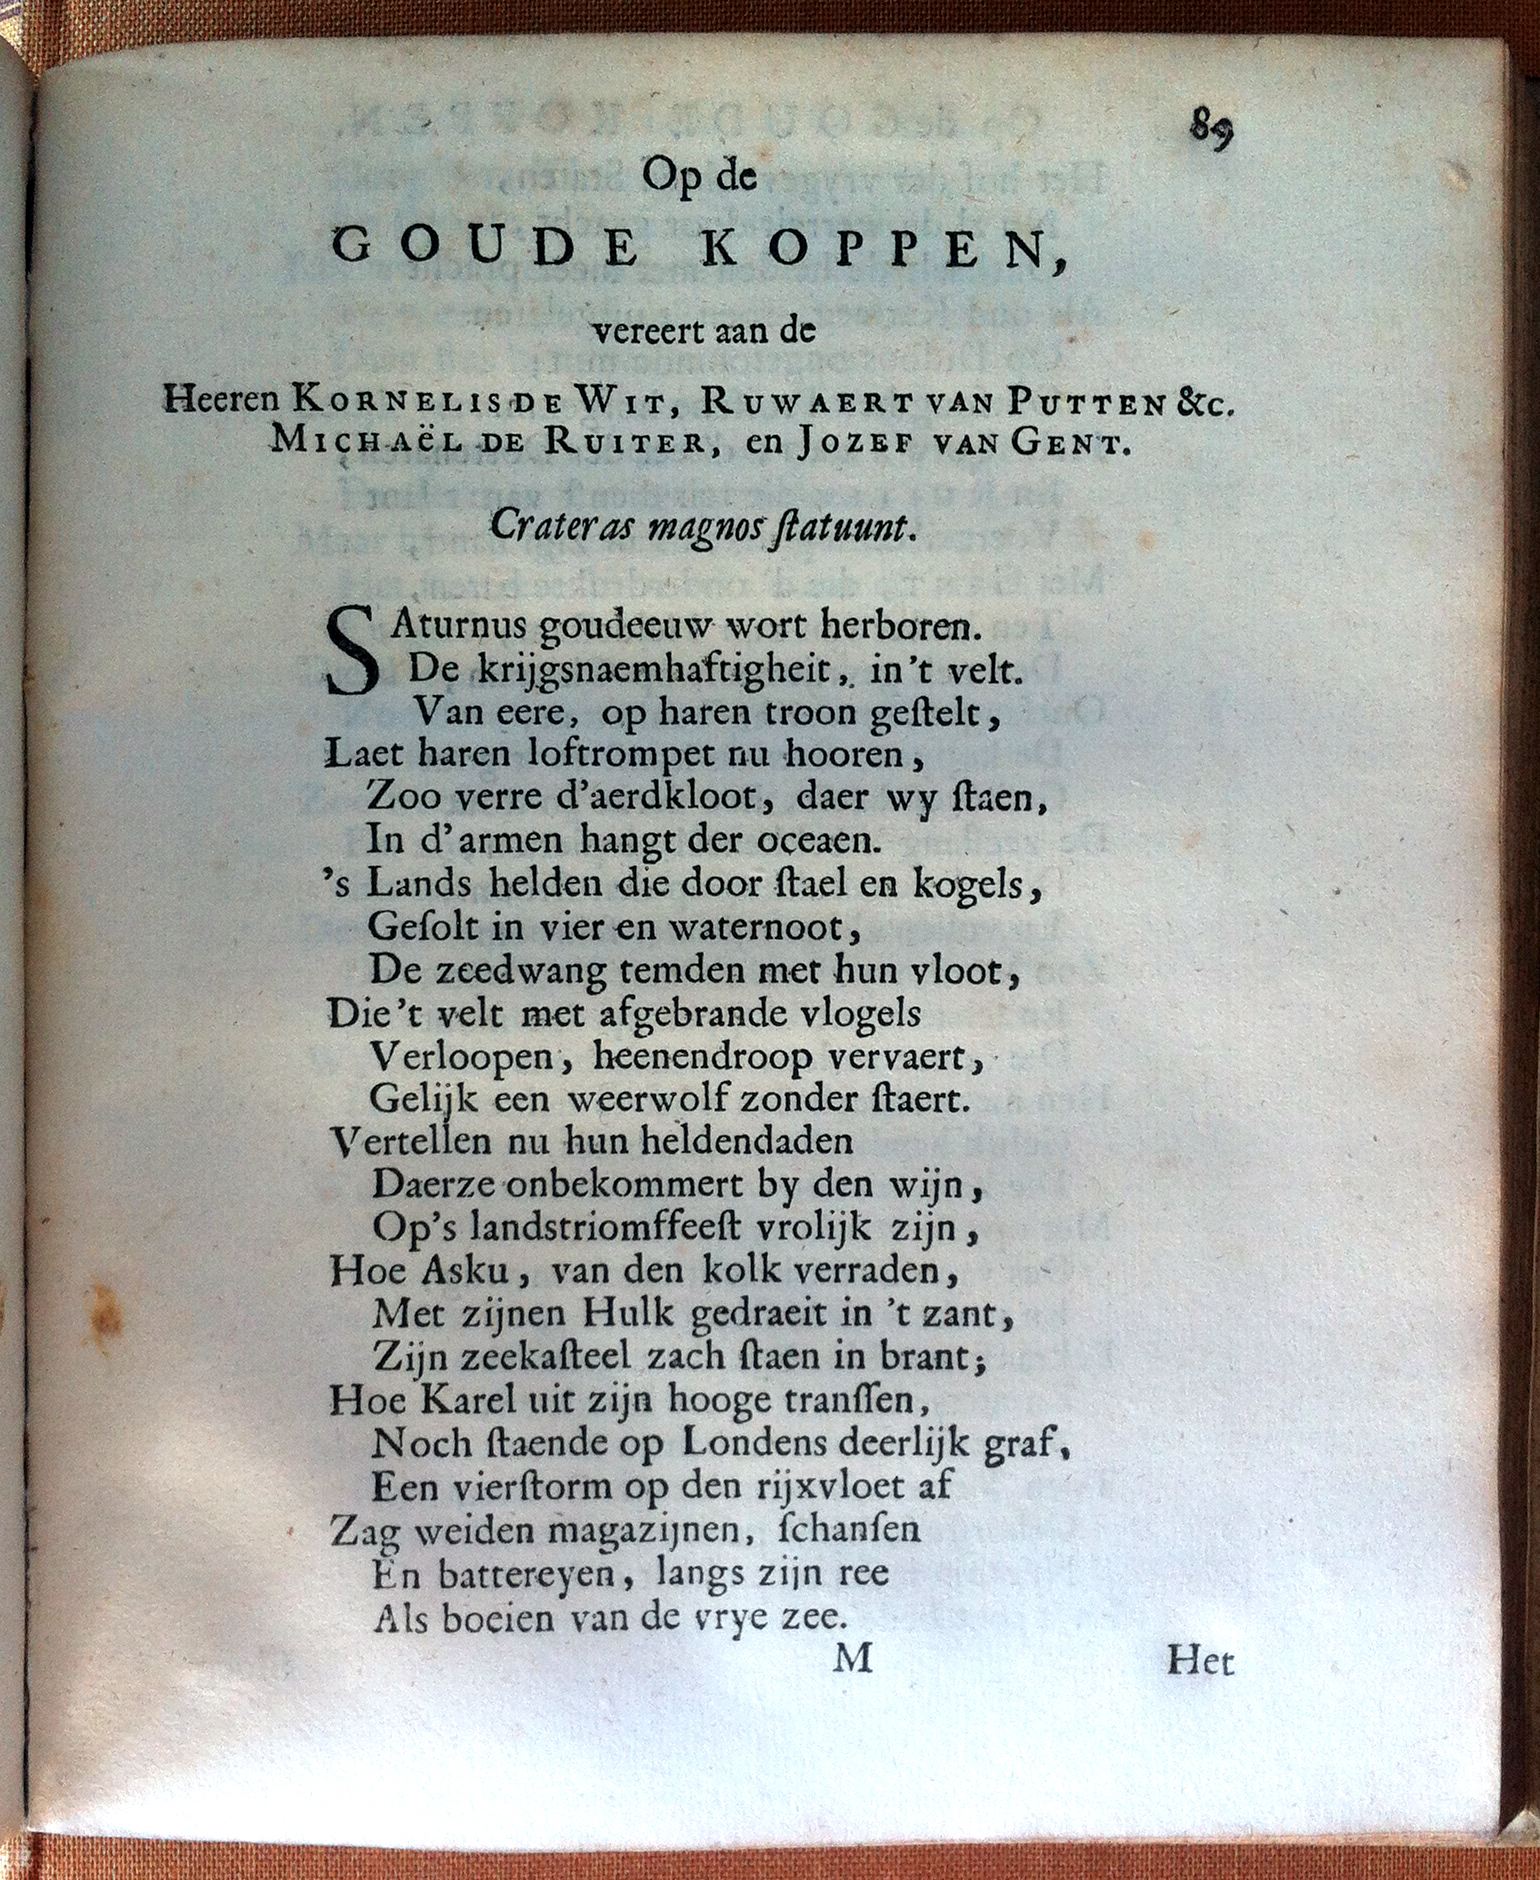 89
Op de
GOUDE KOPPEN,
vereert aan de
Heeren KORNELIS DE WIT, RUWAERT VAN PUTTEN &c.
MICHAËL DE RUITER, en JOZEF VAN GENT.
Crateras magnos ſtatuunt.
SAturnus goudeeuw wort herboren.
De krijgsnaemhaftigheit, in 't velt.
Van eere, op haren troon geſtelt,
Laet haren loftrompet nu hooren,
Zoo verre d'aerdkloot, daer wy ſtaen,
In d'armen hangt der oceaen.
's Lands helden die door ſtael en kogels,
Geſolt in vier en waternoot,
De zeedwang temden met hun vloot,
Die 't velt met afgebrande vlogels
Verloopen, heenendroop vervaert,
Gelijk een weerwolf zonder ſtaert.
Vertellen nu hun heldendaden
Daerze onbekommert by den wijn,
Op's landstriomffeeſt vrolijk zijn,
Hoe Asku, van den kolk verraden,
Met zijnen Hulk gedraeit in 't zant,
Zijn zeekaſteel zach ſtaen in brant;
Hoe Karel uit zijn hooge tranſſen,
Noch ſtaende op Londens deerlijk graf,
Een vierſtorm op den rijxvloet af
Zag weiden magazijnen, ſchanſen
En battereyen, langs zijn ree
Als boeien van de vrye zee.
M Het